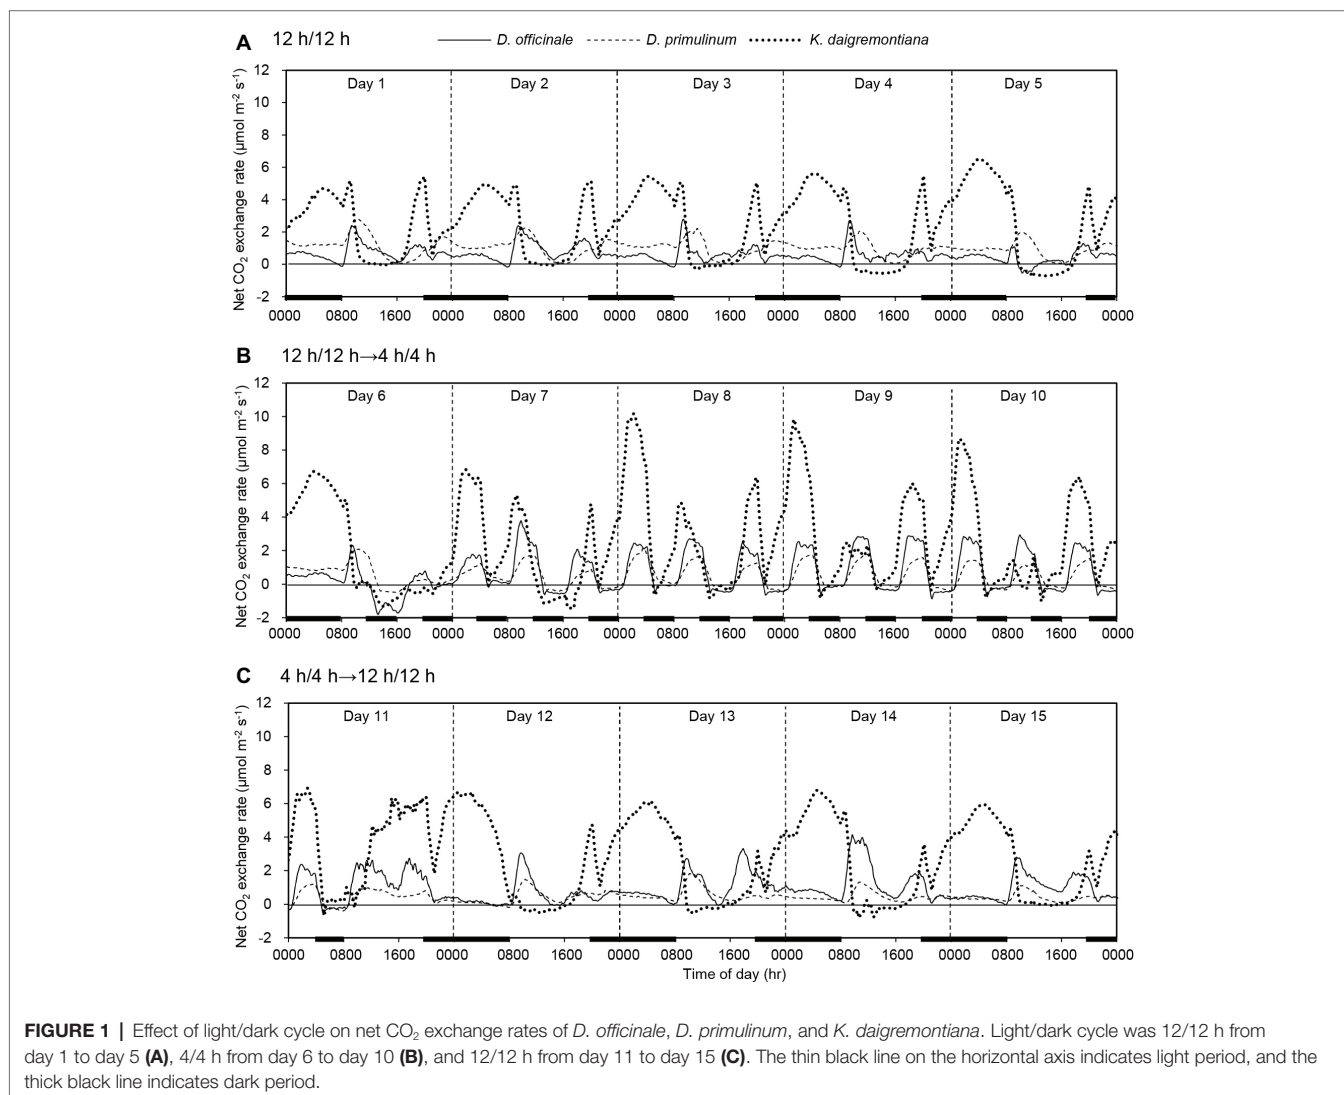 A 12 h/12 h D. officinale D. primulinum K. daigremontiana
Net CO2 exchange rate (μmol m-2 s-1)
12
10
8
6
4
2
0
-2
Day 1 Day 2 Day 3 Day 4 Day 5
0000 0800 1600 0000 0800 1600 0000 0800 1600 0000 0800 1600 0000 0800 1600 0000
B 12 h/12 h→4 h/4 h
Net CO2 exchange rate (μmol m-2 s-1)
12
10
8
6
4
2
0
-2
Day 6 Day 7 Day 8 Day 9 Day 10
0000 0800 1600 0000 0800 1600 0000 0800 1600 0000 0800 1600 0000 0800 1600 0000
C 4 h/4 h→12 h/12 h
Net CO2 exchange rate (μmol m-2 s-1)
12
10
8
6
4
2
0
-2
Day 11 Day 12 Day 13 Day 14 Day 15
0000 0800 1600 0000 0800 1600 0000 0800 1600 0000 0800 1600 0000 0800 1600 0000
Time of day (hr)
FIGURE 1 | Effect of light/dark cycle on net CO2 exchange rates of D. officinale, D. primulinum, and K. daigremontiana. Light/dark cycle was 12/12 h from
day 1 to day 5 (A), 4/4 h from day 6 to day 10 (B), and 12/12 h from day 11 to day 15 (C). The thin black line on the horizontal axis indicates light period, and the
thick black line indicates dark period.